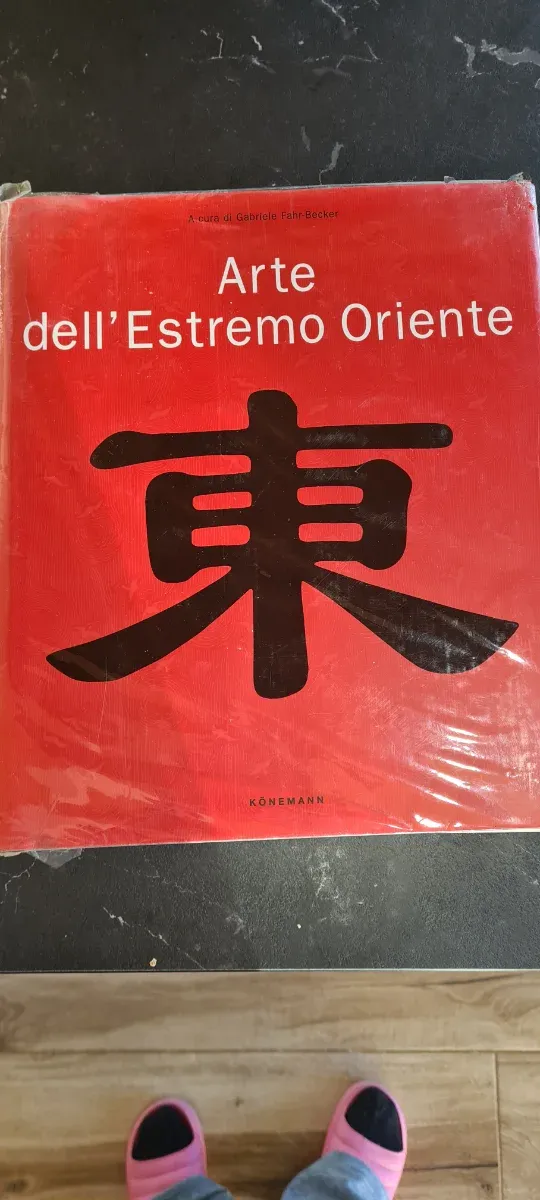 A cura di Gabriele Fahr-Becker
Arte
dell'Estremo Oriente
東
KÖNEMANN